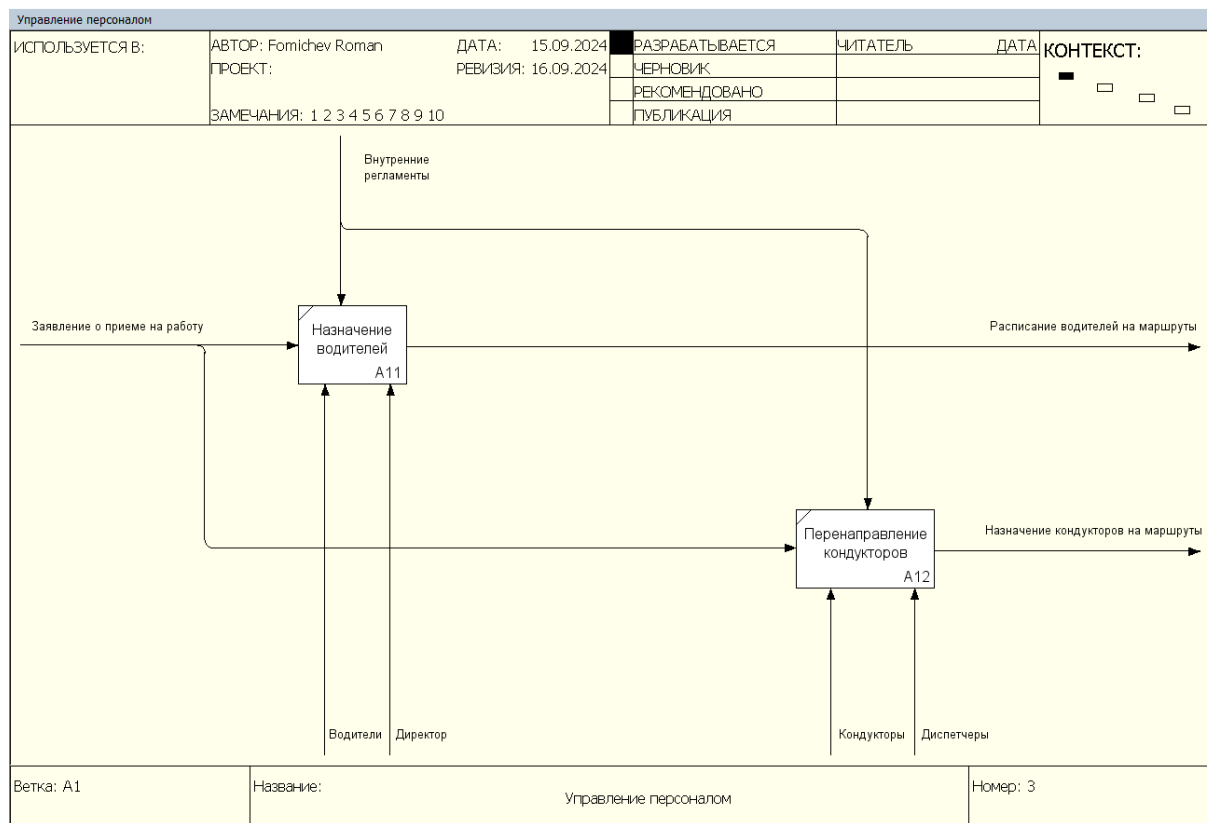 Управление персоналом
ИСПОЛЬЗУЕТСЯ В:
АВТОР: Fomichev Roman
ДАТА: 15.09.2024
ПРОЕКТ:
РЕВИЗИЯ: 16.09.2024
ЗАМЕЧАНИЯ: 1 2 3 4 5 6 7 8 9 10
РАЗРАБАТЫВАЕТСЯ
ЧЕРНОВИК
РЕКОМЕНДОВАНО
ПУБЛИКАЦИЯ
ЧИТАТЕЛЬ
ДАТА
КОНТЕКСТ:
Внутренние
регламенты
Заявление о приеме на работу
Назначение
водителей
A11
Расписание водителей на маршруты
Перенаправление
кондукторов
A12
Назначение кондукторов на маршруты
Водители
Директор
Кондукторы
Диспетчеры
Ветка: A1
Название:
Управление персоналом
Номер: 3